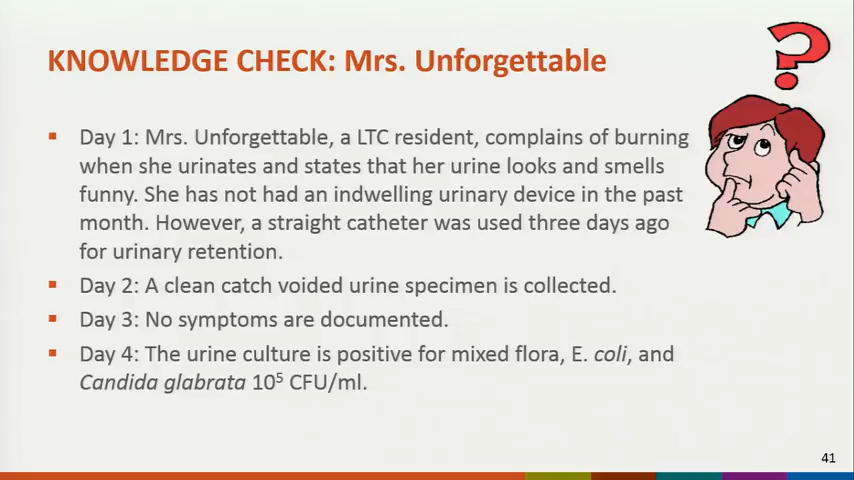 KNOWLEDGE CHECK: Mrs. Unforgettable
▪ Day 1: Mrs. Unforgettable, a LTC resident, complains of burning
when she urinates and states that her urine looks and smells
funny. She has not had an indwelling urinary device in the past
month. However, a straight catheter was used three days ago
for urinary retention.
▪ Day 2: A clean catch voided urine specimen is collected.
▪ Day 3: No symptoms are documented.
▪ Day 4: The urine culture is positive for mixed flora, E. coli, and
Candida glabrata 10⁵ CFU/ml.
?
41